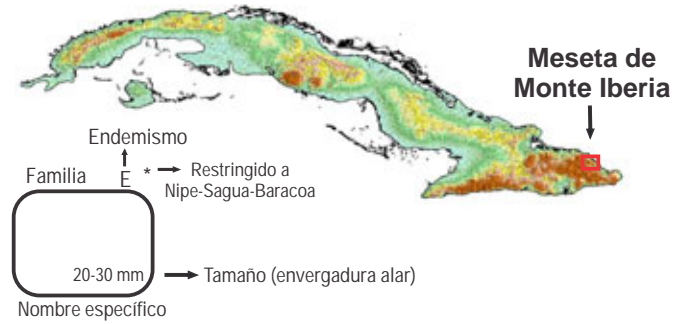 Meseta de
Monte Iberia
Endemismo
Familia E * Restringido a
Nipe-Sagua-Baracoa
20-30 mm Tamaño (envergadura alar)
Nombre específico